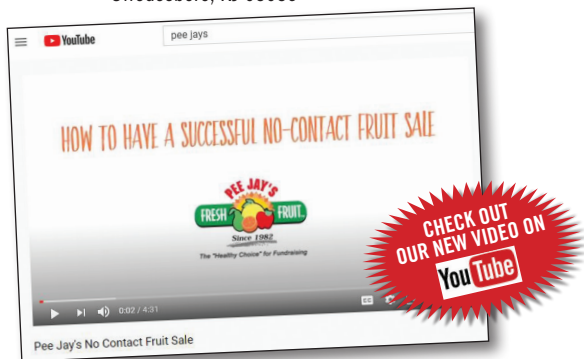 YouTube
pee jays
HOW TO HAVE A SUCCESSFUL NO-CONTACT FRUIT SALE
PEE JAY'S
FRESH FRUIT
Since 1982
The "Healthy Choice" for Fundraising
CHECK OUT
OUR NEW VIDEO ON
YouTube
0:02 / 4:31
CC
Pee Jay's No Contact Fruit Sale